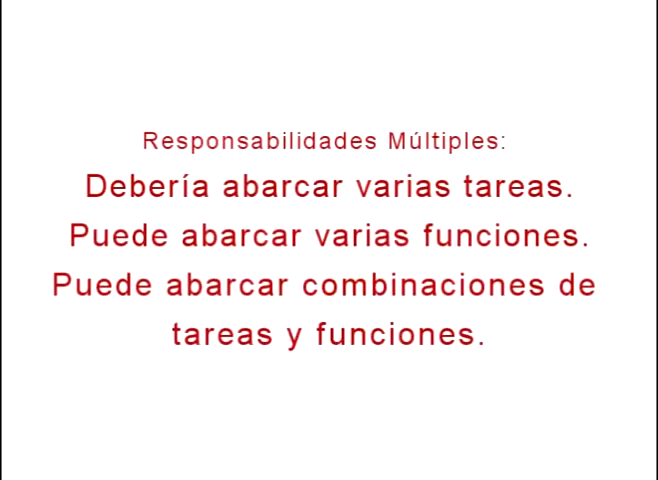 Responsabilidades Múltiples:
Debería abarcar varias tareas.
Puede abarcar varias funciones.
Puede abarcar combinaciones de
tareas y funciones.